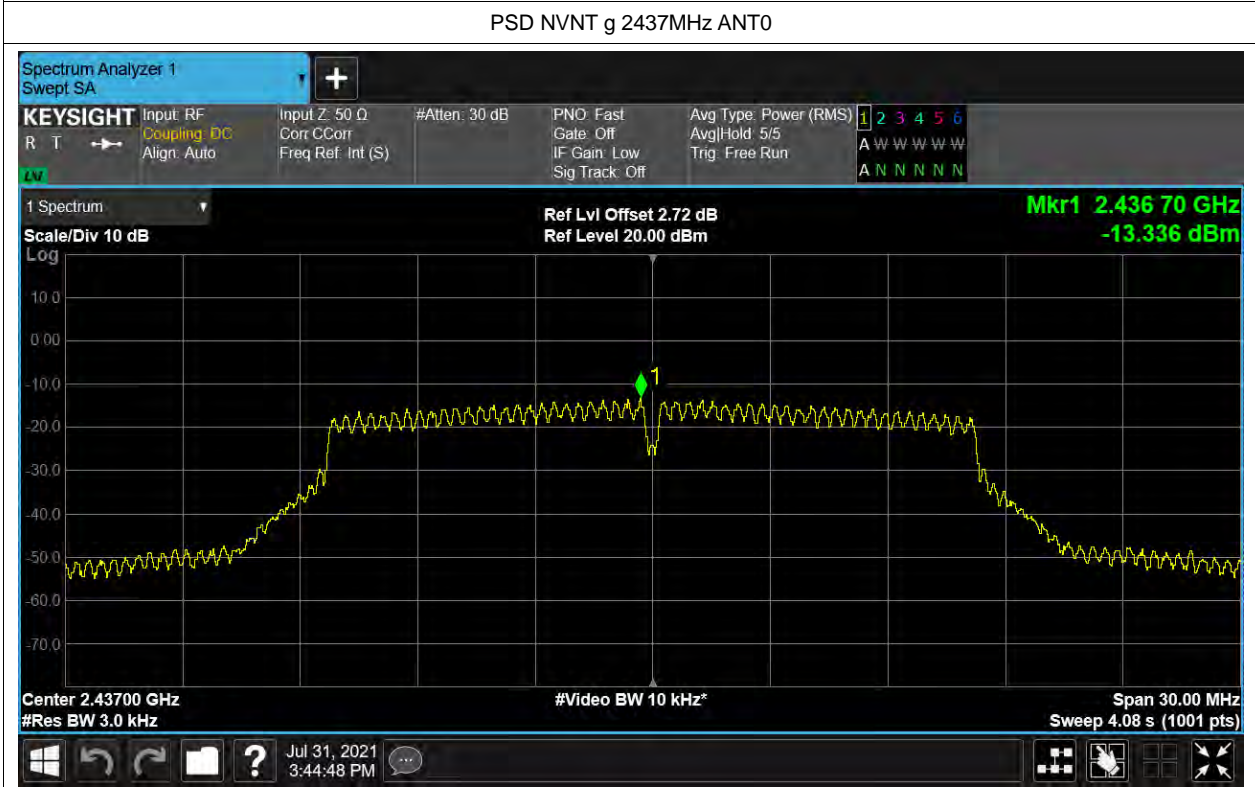 PSD NVNT g 2437MHz ANT0
Spectrum Analyzer 1
Swept SA
KEYSIGHT
R T
LXI
Input: RF
Coupling: DC
Align: Auto
Input Z: 50 Ω
Corr CCorr
Freq Ref: Int (S)
#Atten: 30 dB
PNO: Fast
Gate: Off
IF Gain: Low
Sig Track: Off
Avg Type: Power (RMS)
Avg|Hold: 5/5
Trig: Free Run
1 2 3 4 5 6
A W W W W W
A N N N N N
1 Spectrum
Scale/Div 10 dB
Log
Ref Lvl Offset 2.72 dB
Ref Level 20.00 dBm
Mkr1 2.436 70 GHz
-13.336 dBm
10.0
0.00
-10.0
-20.0
-30.0
-40.0
-50.0
-60.0
-70.0
1
Center 2.43700 GHz
#Res BW 3.0 kHz
#Video BW 10 kHz*
Span 30.00 MHz
Sweep 4.08 s (1001 pts)
?
Jul 31, 2021
3:44:48 PM